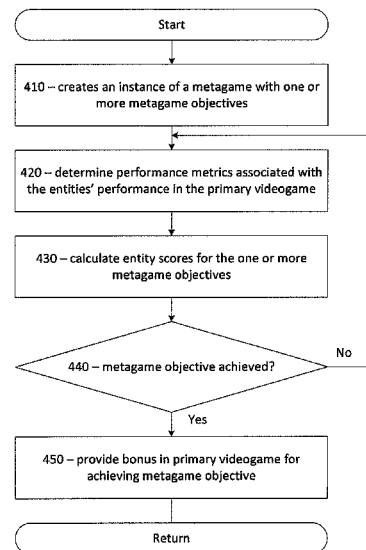 Start
410 – creates an instance of a metagame with one or
more metagame objectives
420 – determine performance metrics associated with
the entities' performance in the primary videogame
430 – calculate entity scores for the one or more
metagame objectives
440 – metagame objective achieved?
No
Yes
450 – provide bonus in primary videogame for
achieving metagame objective
Return